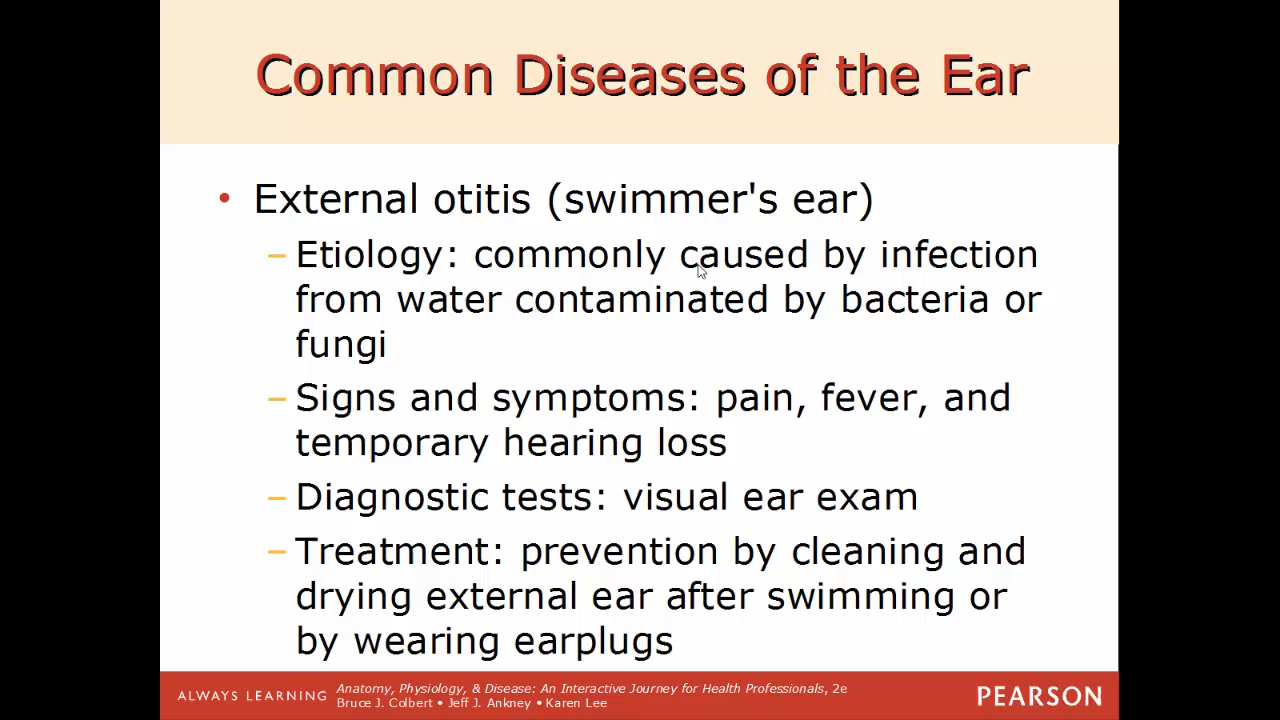 Common Diseases of the Ear
• External otitis (swimmer's ear)
– Etiology: commonly caused by infection
from water contaminated by bacteria or
fungi
– Signs and symptoms: pain, fever, and
temporary hearing loss
– Diagnostic tests: visual ear exam
– Treatment: prevention by cleaning and
drying external ear after swimming or
by wearing earplugs
ALWAYS LEARNING
Anatomy, Physiology, & Disease: An Interactive Journey for Health Professionals, 2e
Bruce J. Colbert • Jeff J. Ankney • Karen Lee
PEARSON